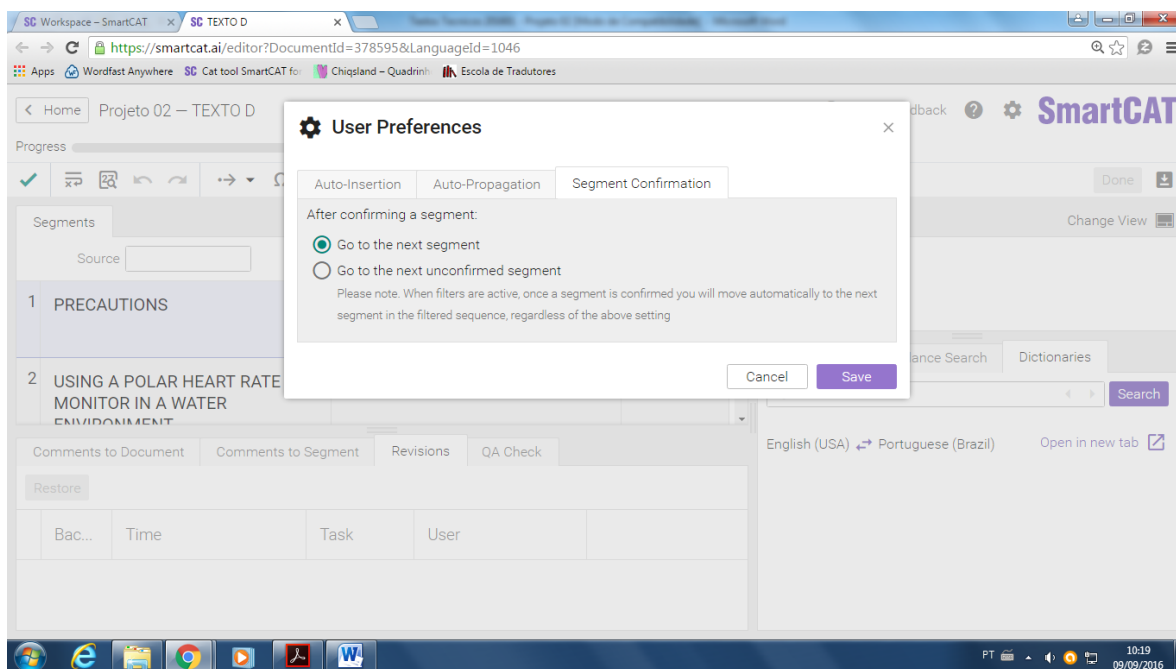 SC Workspace – SmartCAT
SC TEXTO D
https://smartcat.ai/editor?DocumentId=378595&LanguageId=1046
Apps Wordfast Anywhere SC Cat tool SmartCAT for Chiqsland – Quadrinh Escola de Tradutores
Home Projeto 02 — TEXTO D
dback
SmartCAT
Progress
Done
Segments
Change View
Source
1 PRECAUTIONS
2 USING A POLAR HEART RATE
MONITOR IN A WATER
ENVIRONMENT
User Preferences
Auto-Insertion Auto-Propagation Segment Confirmation
After confirming a segment:
Go to the next segment
Go to the next unconfirmed segment
Please note. When filters are active, once a segment is confirmed you will move automatically to the next
segment in the filtered sequence, regardless of the above setting
Cancel Save
ance Search Dictionaries
Search
English (USA) Portuguese (Brazil) Open in new tab
Comments to Document Comments to Segment Revisions QA Check
Restore
Bac... Time Task User
PT
10:19
09/09/2016